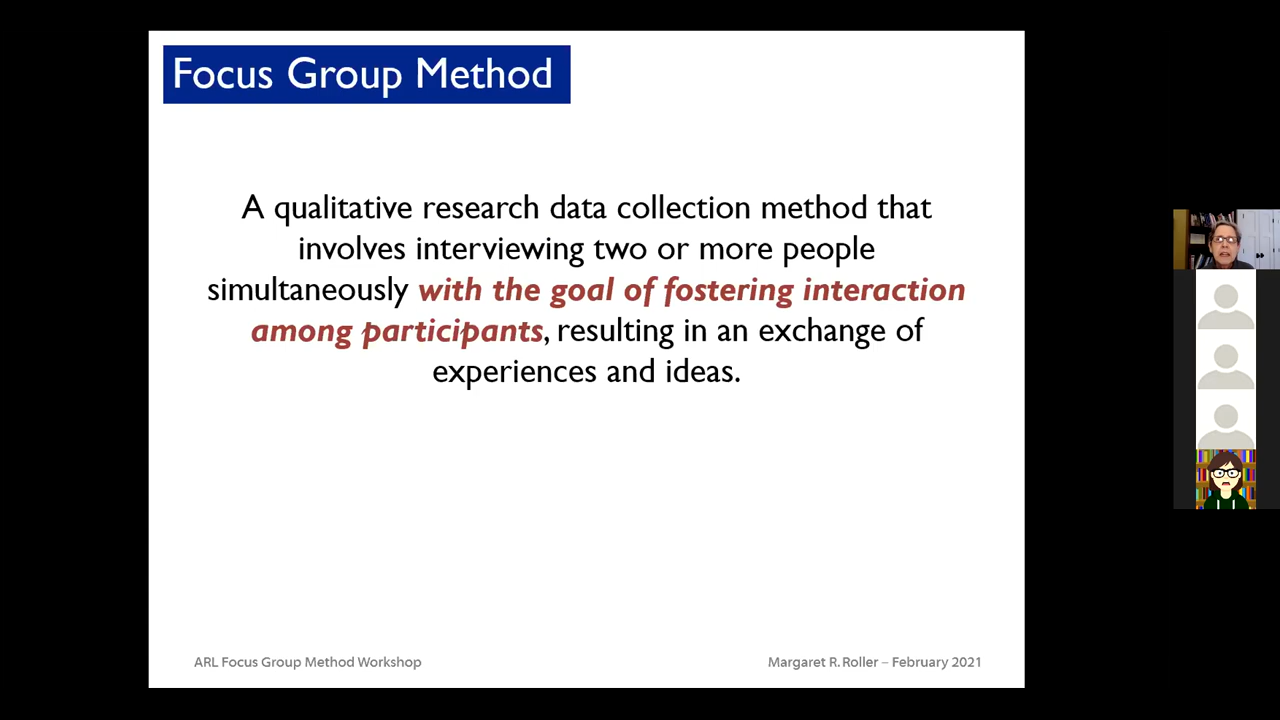 Focus Group Method
A qualitative research data collection method that
involves interviewing two or more people
simultaneously with the goal of fostering interaction
among participants, resulting in an exchange of
experiences and ideas.
ARL Focus Group Method Workshop
Margaret R. Roller – February 2021